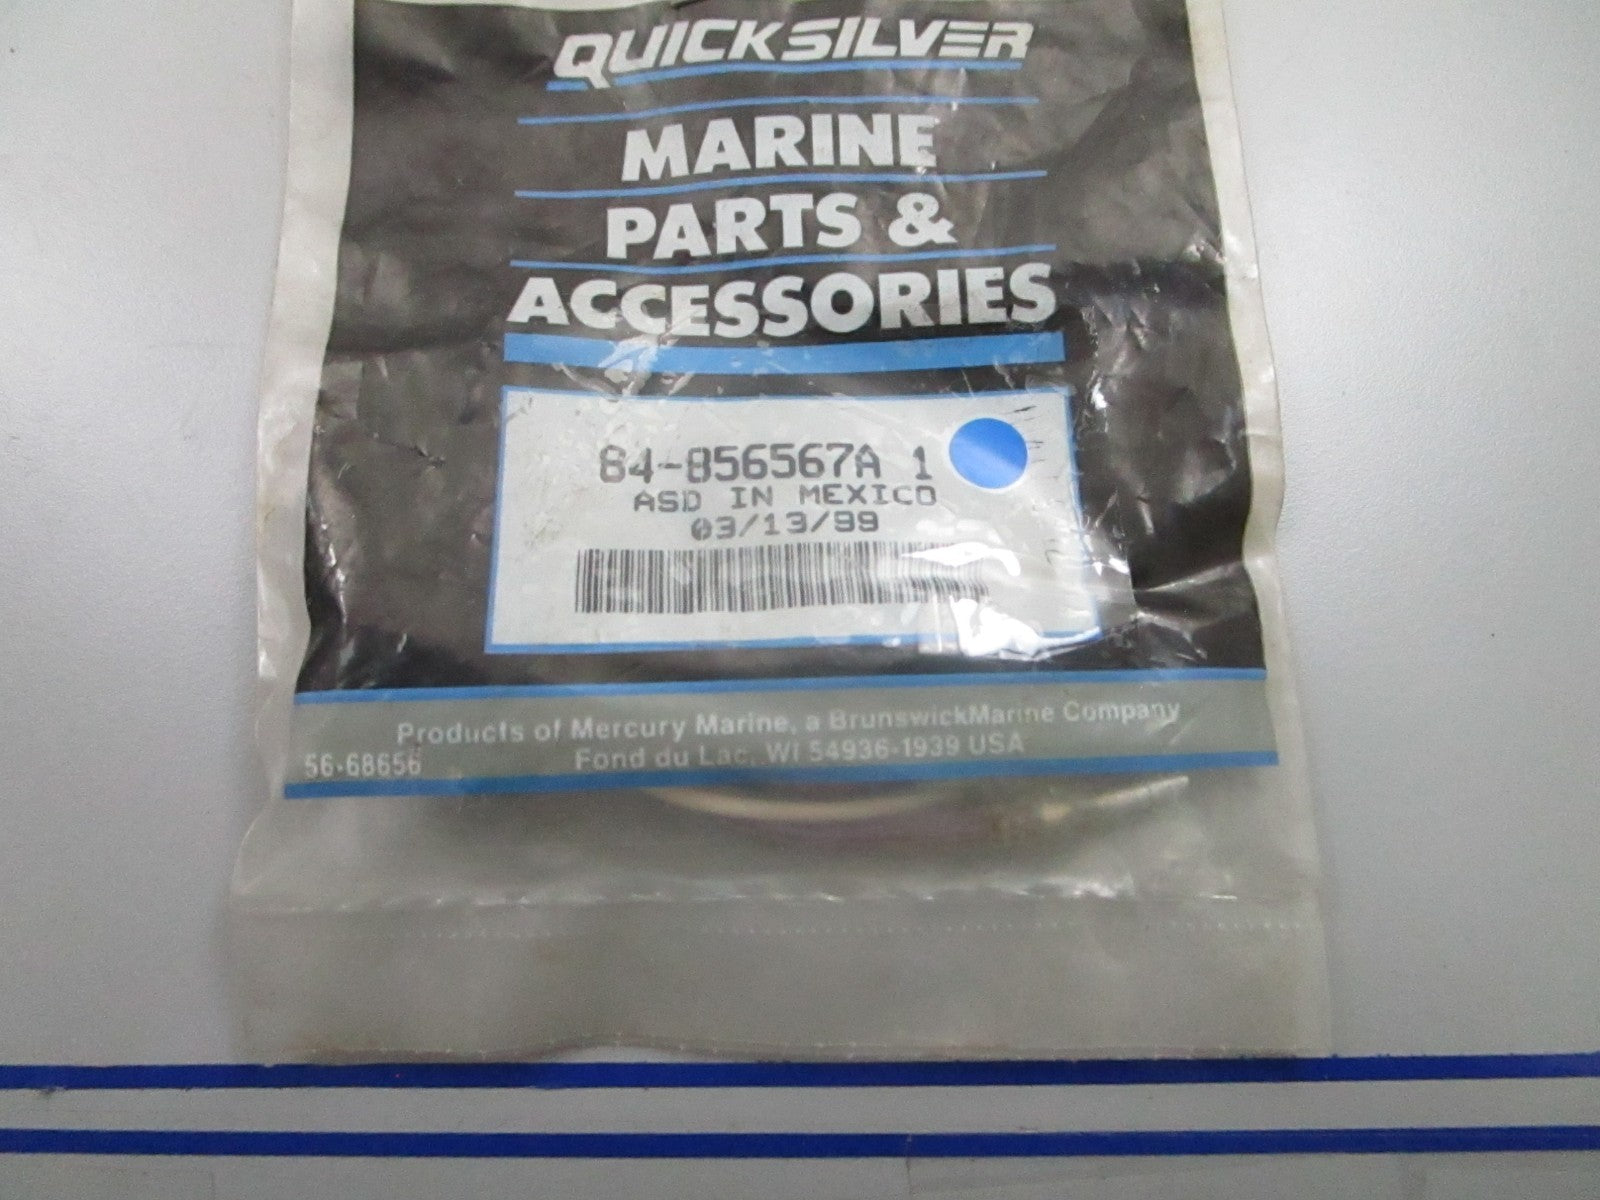 QUICKSILVER
MARINE
PARTS &
ACCESSORIES
84-856567A 1
ASD IN MEXICO
03/13/99
Products of Mercury Marine, a BrunswickMarine Company
56-68656 Fond du Lac, WI 54936-1939 USA